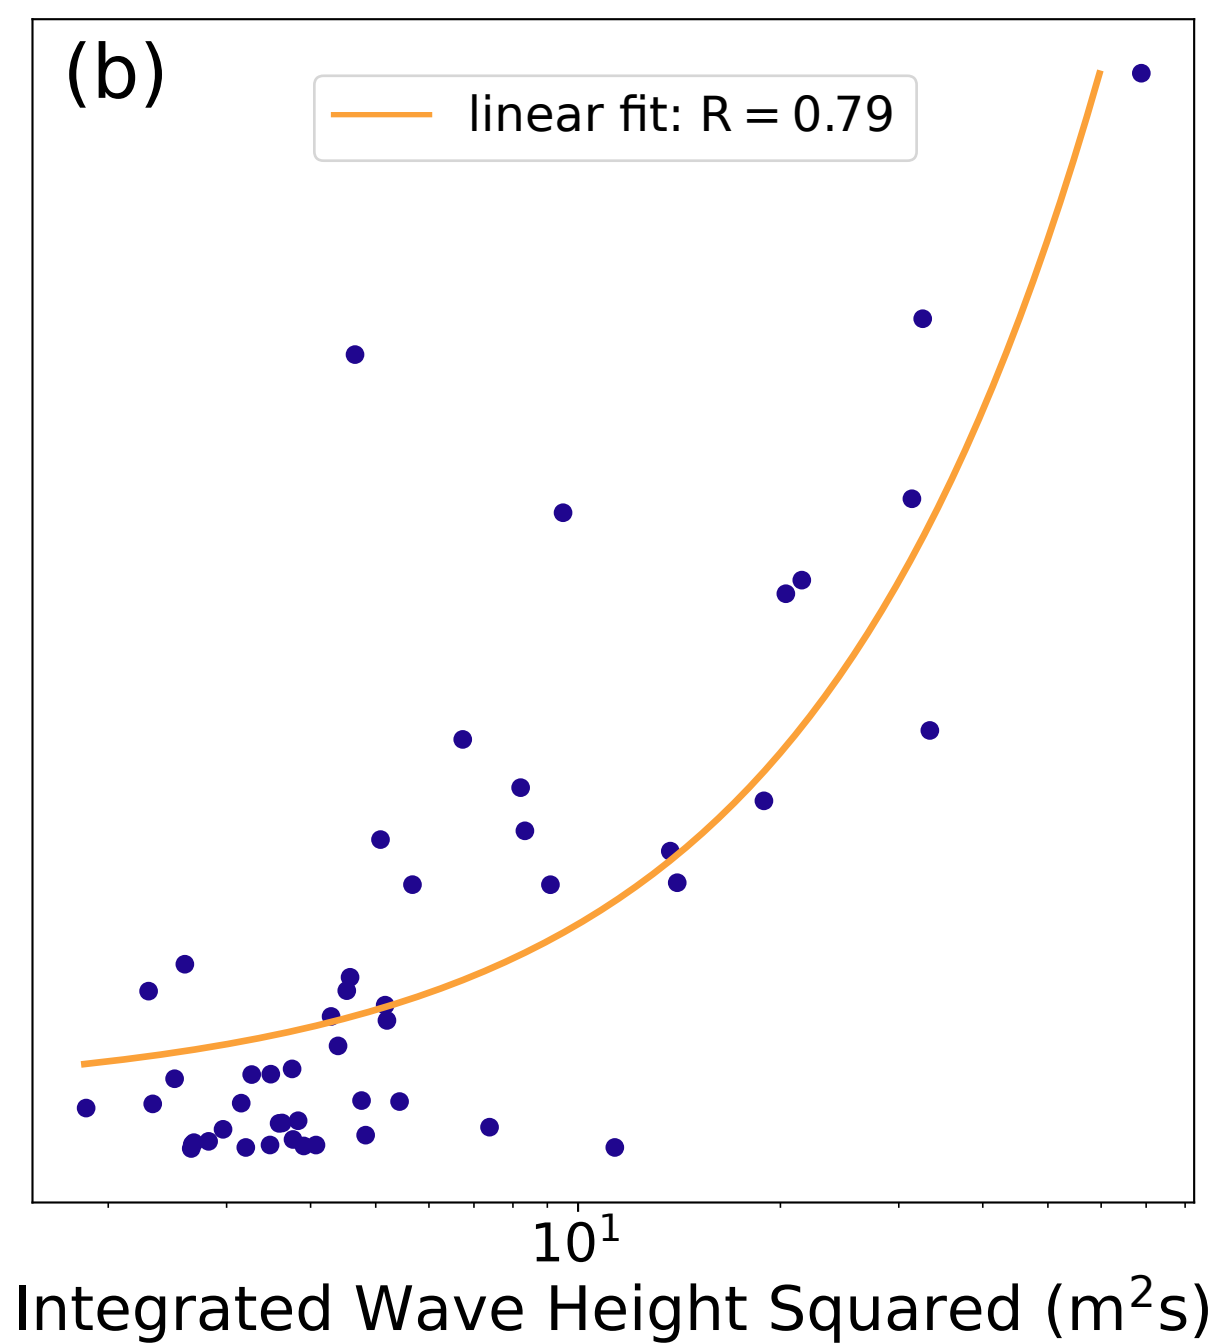 (b)
linear fit: R = 0.79
10¹
Integrated Wave Height Squared (m²s)